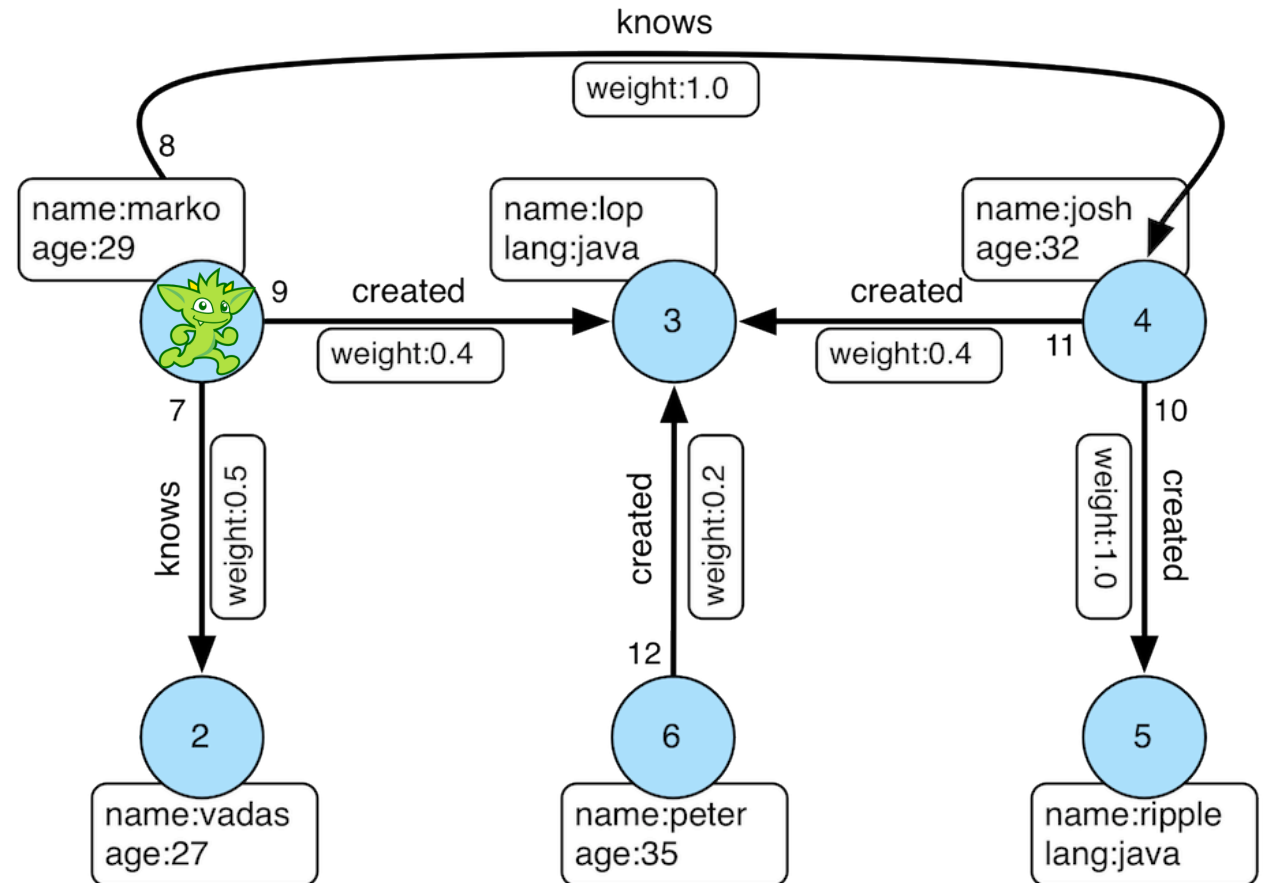 knows
weight:1.0
8
name:marko
age:29
name:lop
lang:java
name:josh
age:32
9
created
weight:0.4
3
created
weight:0.4
11
4
7
knows
weight:0.5
created
weight:0.2
12
10
weight:1.0
created
2
name:vadas
age:27
6
name:peter
age:35
5
name:ripple
lang:java